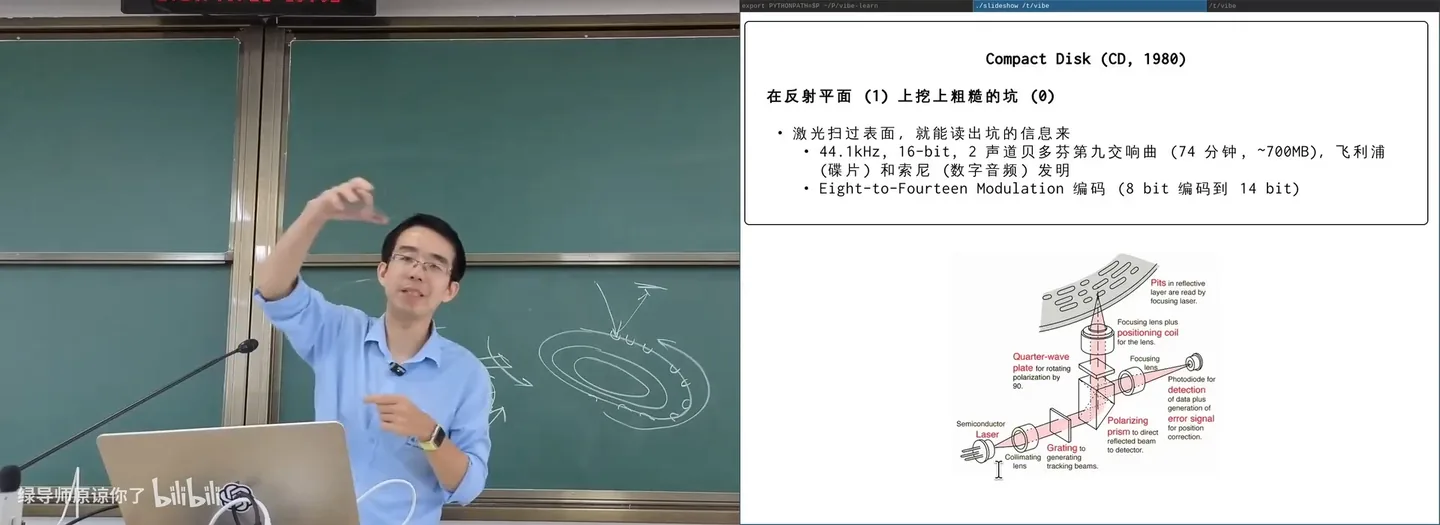 export PYTHONPATH=$P ~/P/vibe-learn
./slideshow /t/vibe
/t/vibe
Compact Disk (CD, 1980)
在反射平面 (1) 上挖上粗糙的坑 (0)
• 激光扫过表面, 就能读出坑的信息来
• 44.1kHz, 16-bit, 2 声道贝多芬第九交响曲 (74 分钟, ~700MB), 飞利浦
(碟片) 和索尼 (数字音频) 发明
• Eight-to-Fourteen Modulation 编码 (8 bit 编码到 14 bit)
Pits in reflective
layer are read by
focusing laser.
Focusing lens plus
positioning coil
for the lens.
Quarter-wave
plate for rotating
polarization by
90.
Focusing
lens
Photodiode for
detection
of data plus
generation of
error signal
for position
correction.
Polarizing
prism to direct
reflected beam
to detector.
Semiconductor
Laser
Collimating
lens
Grating to
generating
tracking beams.
绿导师原谅你了 bilibili